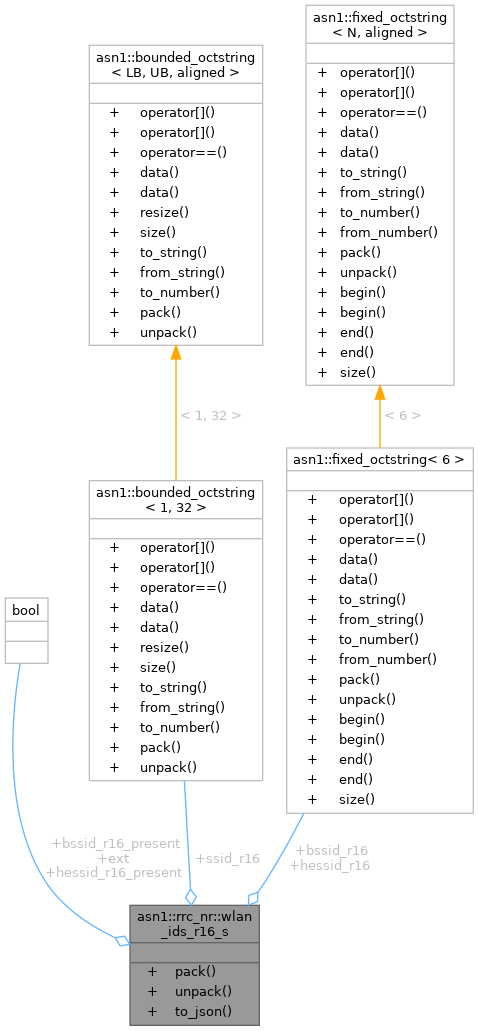 asn1::fixed_octstring
< N, aligned >
+ operator[]()
+ operator[]()
+ operator==()
+ data()
+ data()
+ to_string()
+ from_string()
+ to_number()
+ from_number()
+ pack()
+ unpack()
+ begin()
+ begin()
+ end()
+ end()
+ size()
asn1::bounded_octstring
< LB, UB, aligned >
+ operator[]()
+ operator[]()
+ operator==()
+ data()
+ data()
+ resize()
+ size()
+ to_string()
+ from_string()
+ to_number()
+ pack()
+ unpack()
< 1, 32 >
< 6 >
asn1::fixed_octstring< 6 >
+ operator[]()
+ operator[]()
+ operator==()
+ data()
+ data()
+ to_string()
+ from_string()
+ to_number()
+ from_number()
+ pack()
+ unpack()
+ begin()
+ begin()
+ end()
+ end()
+ size()
asn1::bounded_octstring
< 1, 32 >
+ operator[]()
+ operator[]()
+ operator==()
+ data()
+ data()
+ resize()
+ size()
+ to_string()
+ from_string()
+ to_number()
+ pack()
+ unpack()
bool
+bssid_r16_present
+ext
+hessid_r16_present
+ssid_r16
+bssid_r16
+hessid_r16
asn1::rrc_nr::wlan
_ids_r16_s
+ pack()
+ unpack()
+ to_json()